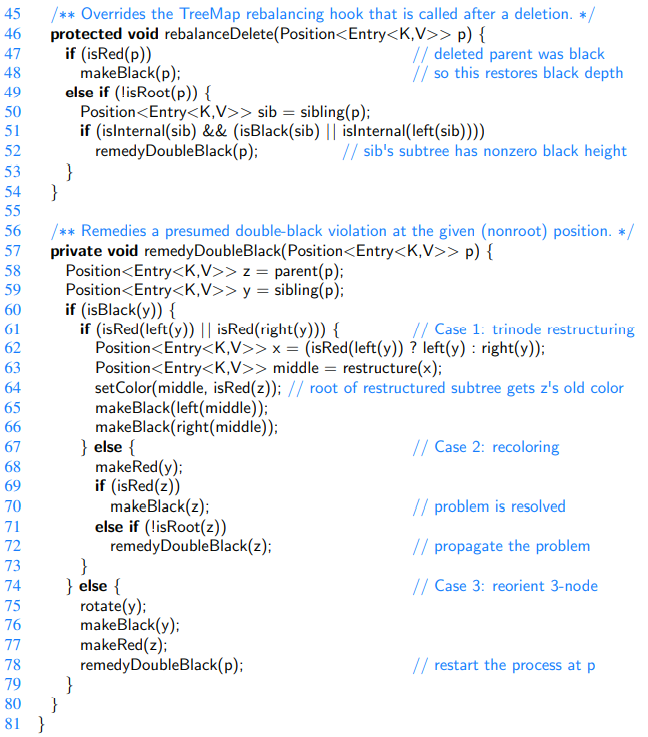 45 /** Overrides the TreeMap rebalancing hook that is called after a deletion. */
46 protected void rebalanceDelete(Position<Entry<K,V>> p) {
47 if (isRed(p)) // deleted parent was black
48 makeBlack(p); // so this restores black depth
49 else if (!isRoot(p)) {
50 Position<Entry<K,V>> sib = sibling(p);
51 if (isInternal(sib) && (isBlack(sib) || isInternal(left(sib))))
52 remedyDoubleBlack(p); // sib's subtree has nonzero black height
53 }
54 }
55
56 /** Remedies a presumed double-black violation at the given (nonroot) position. */
57 private void remedyDoubleBlack(Position<Entry<K,V>> p) {
58 Position<Entry<K,V>> z = parent(p);
59 Position<Entry<K,V>> y = sibling(p);
60 if (isBlack(y)) {
61 if (isRed(left(y)) || isRed(right(y))) { // Case 1: trinode restructuring
62 Position<Entry<K,V>> x = (isRed(left(y)) ? left(y) : right(y));
63 Position<Entry<K,V>> middle = restructure(x);
64 setColor(middle, isRed(z)); // root of restructured subtree gets z's old color
65 makeBlack(left(middle));
66 makeBlack(right(middle));
67 } else { // Case 2: recoloring
68 makeRed(y);
69 if (isRed(z))
70 makeBlack(z); // problem is resolved
71 else if (!isRoot(z))
72 remedyDoubleBlack(z); // propagate the problem
73 }
74 } else { // Case 3: reorient 3-node
75 rotate(y);
76 makeBlack(y);
77 makeRed(z);
78 remedyDoubleBlack(p); // restart the process at p
79 }
80 }
81 }